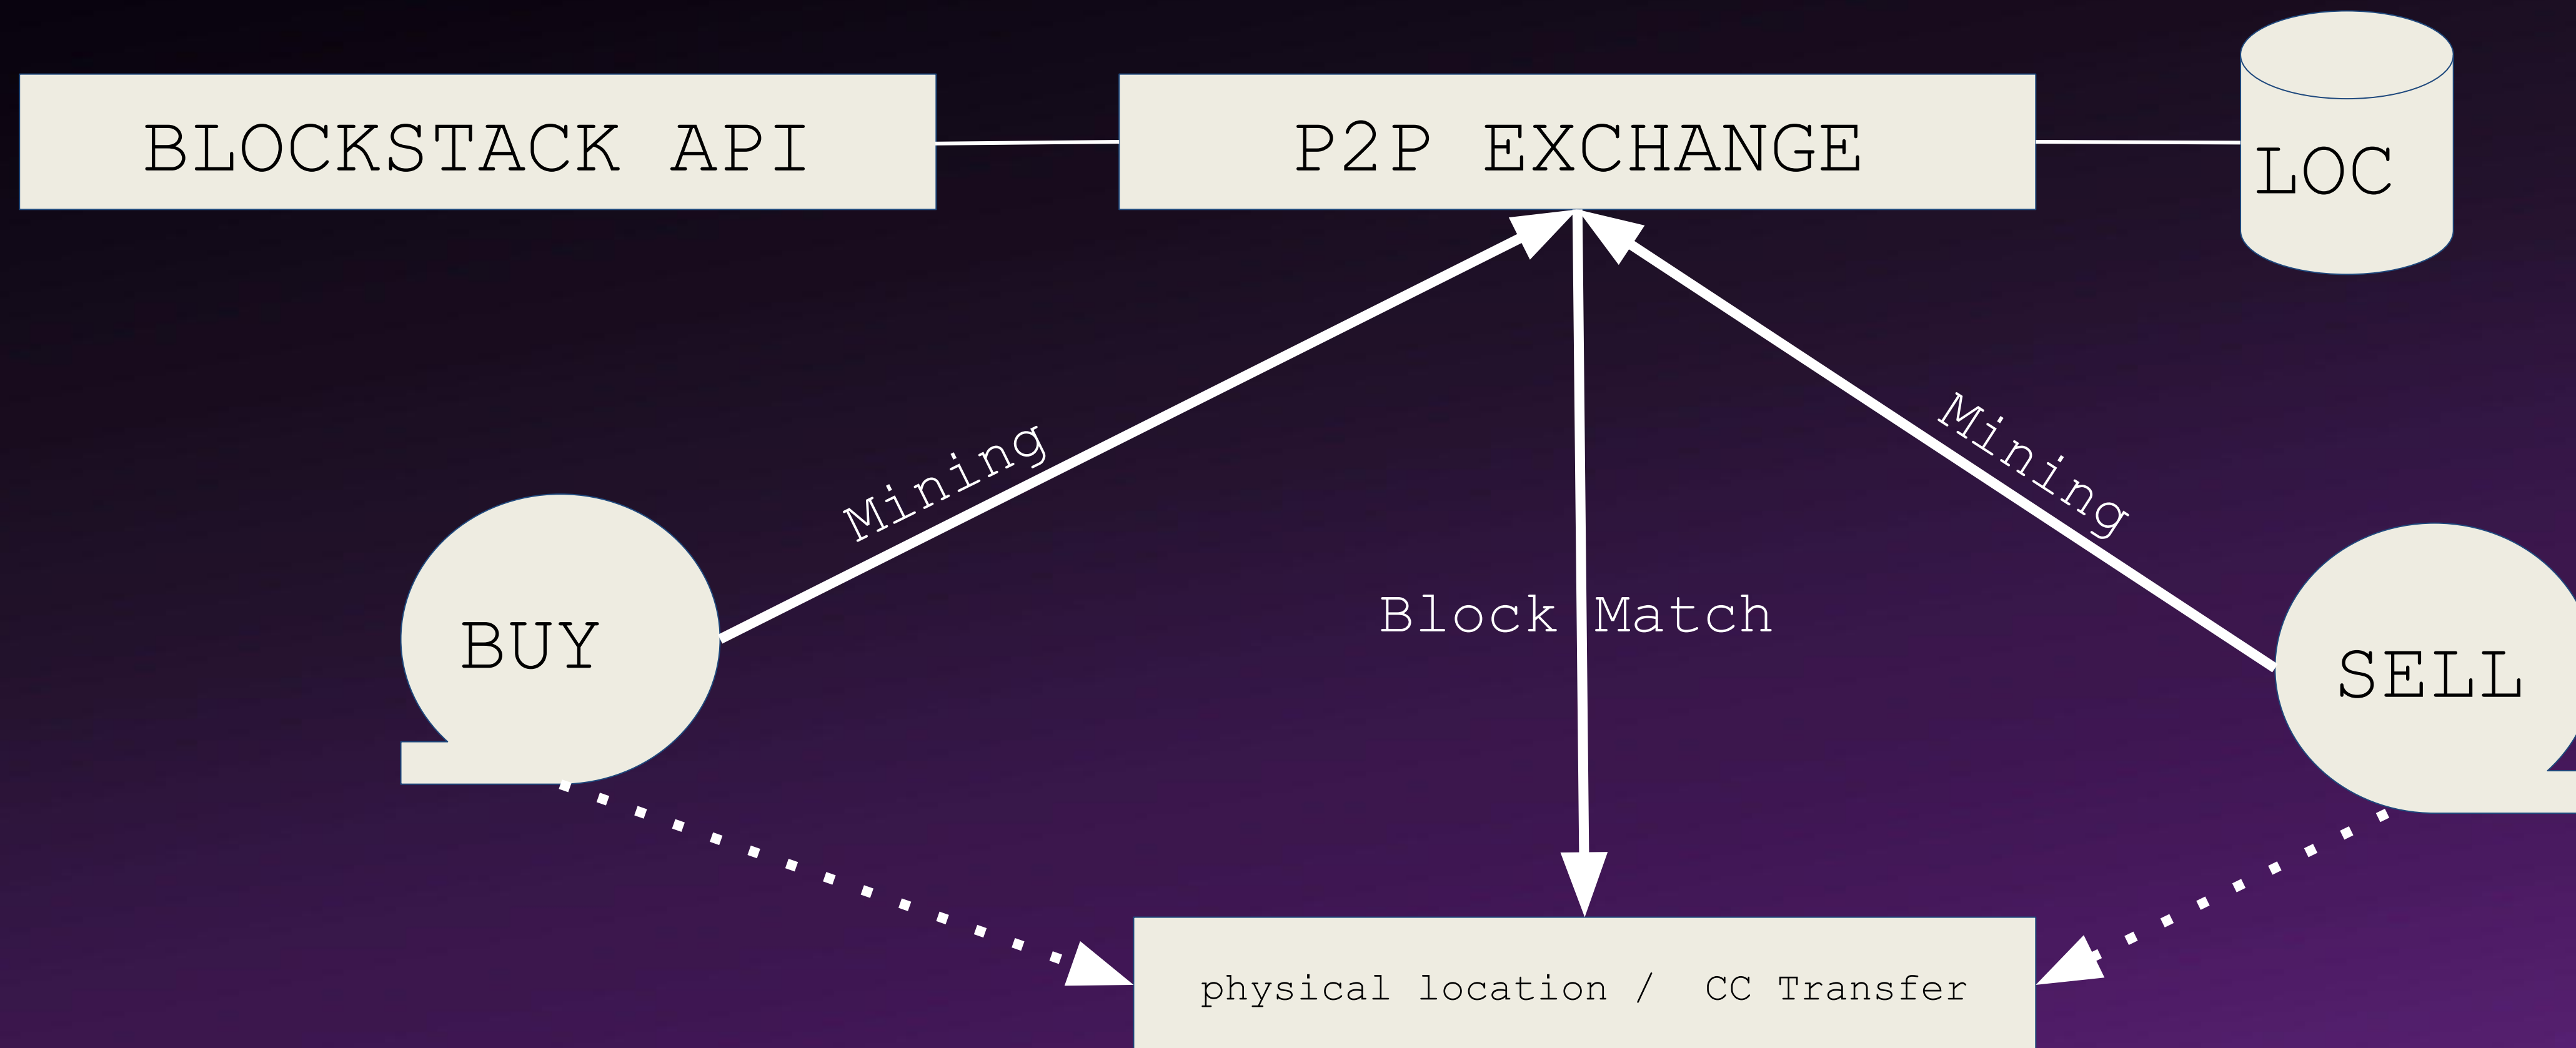 BLOCKSTACK API
P2P EXCHANGE
LOC
Mining
Mining
Block Match
BUY
SELL
physical location /  CC Transfer